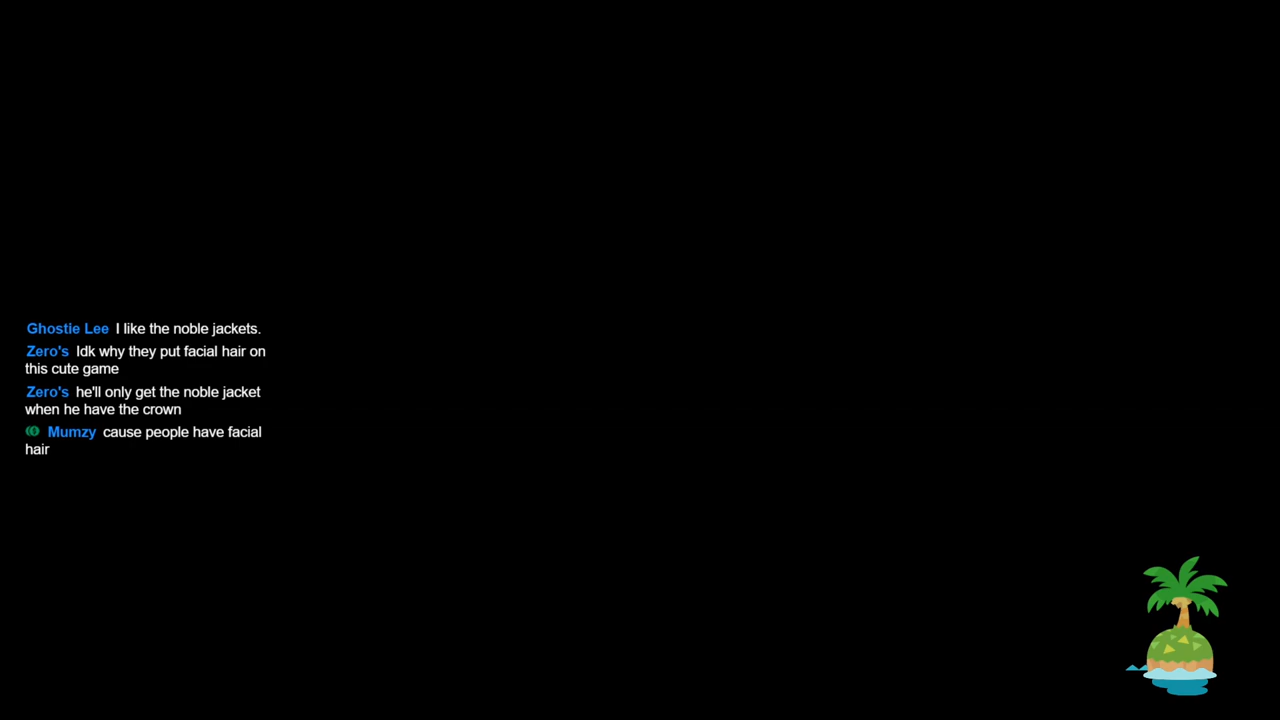 Ghostie Lee I like the noble jackets.
Zero's Idk why they put facial hair on
this cute game
Zero's he'll only get the noble jacket
when he have the crown
Mumzy cause people have facial
hair